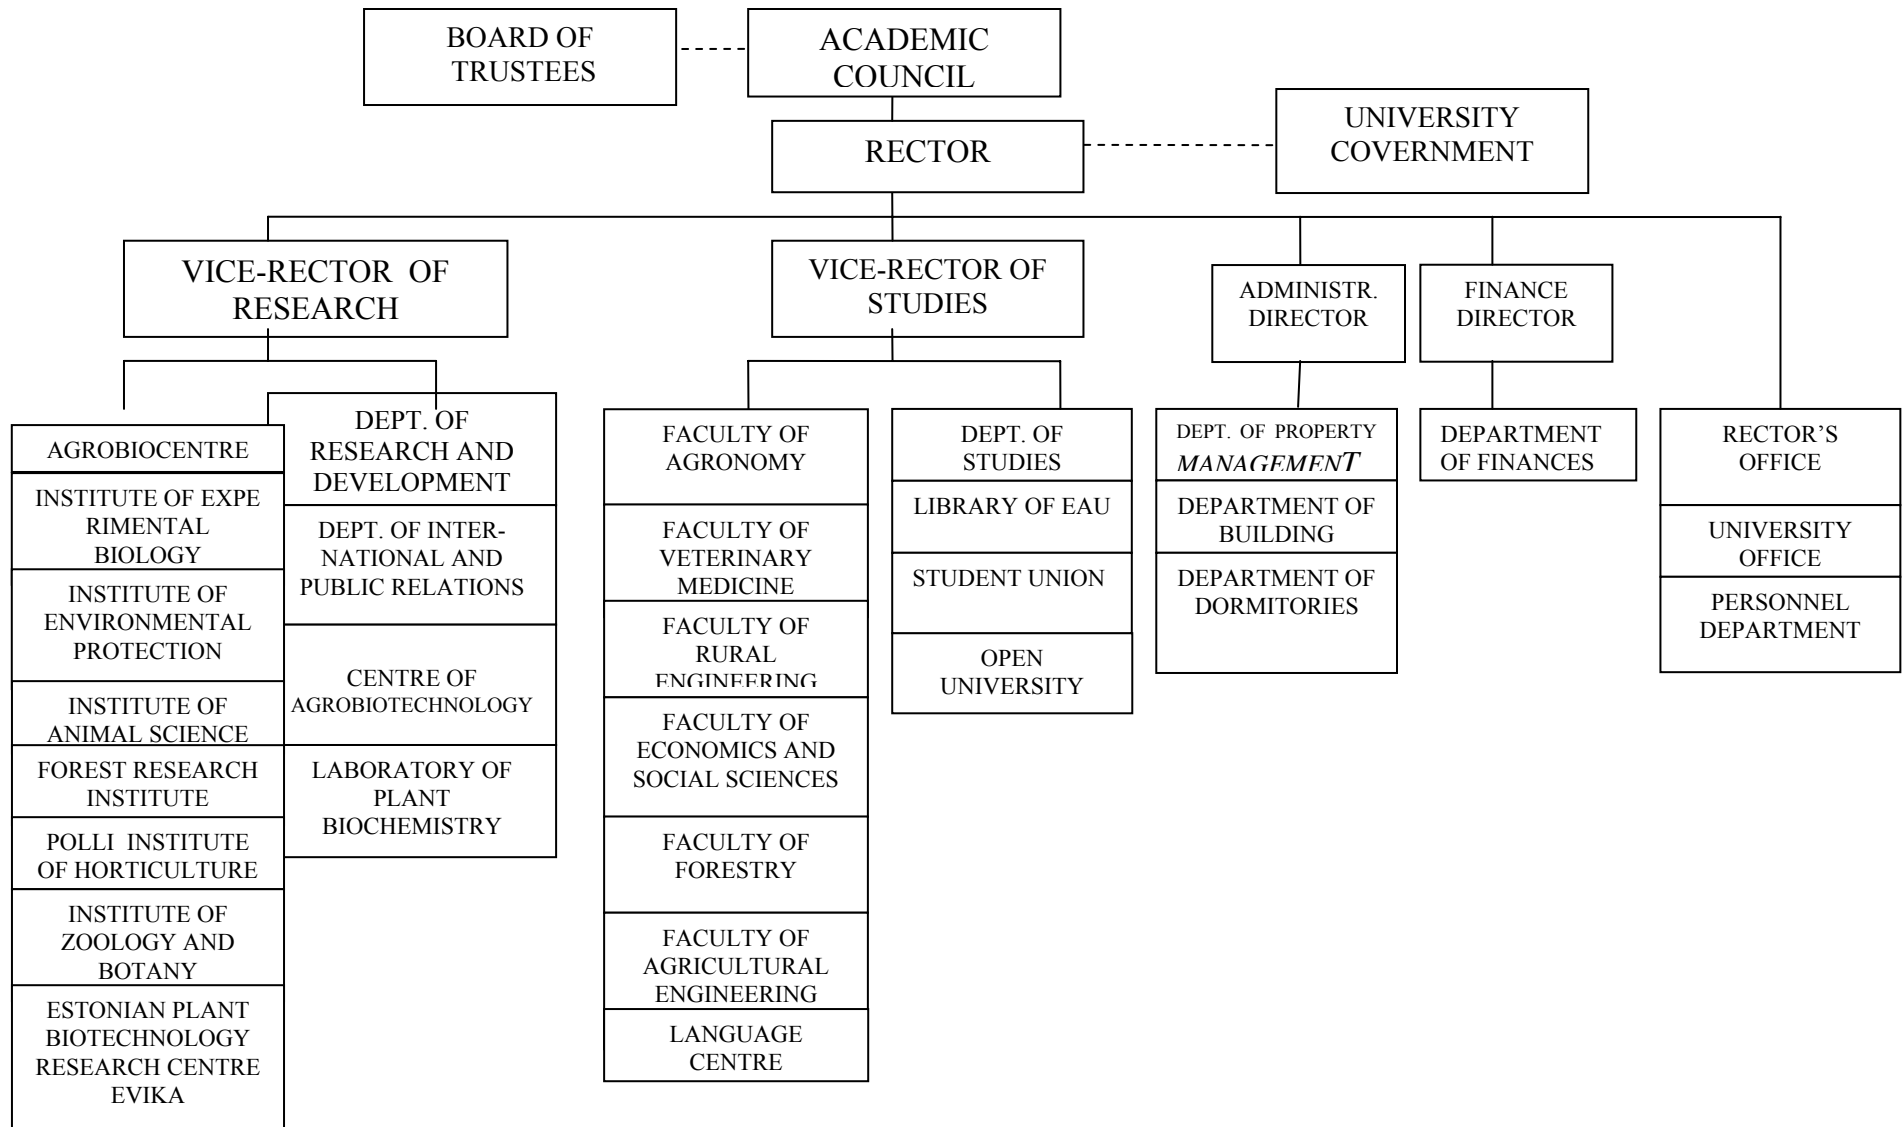 BOARD OF
TRUSTEES
ACADEMIC
COUNCIL
RECTOR
UNIVERSITY
COVERNMENT
VICE-RECTOR OF
RESEARCH
VICE-RECTOR OF
STUDIES
ADMINISTR.
DIRECTOR
FINANCE
DIRECTOR
AGROBIOCENTRE
INSTITUTE OF EXPE
RIMENTAL
BIOLOGY
INSTITUTE OF
ENVIRONMENTAL
PROTECTION
INSTITUTE OF
ANIMAL SCIENCE
FOREST RESEARCH
INSTITUTE
POLLI INSTITUTE
OF HORTICULTURE
INSTITUTE OF
ZOOLOGY AND
BOTANY
ESTONIAN PLANT
BIOTECHNOLOGY
RESEARCH CENTRE
EVIKA
DEPT. OF
RESEARCH AND
DEVELOPMENT
DEPT. OF INTER-
NATIONAL AND
PUBLIC RELATIONS
CENTRE OF
AGROBIOTECHNOLOGY
LABORATORY OF
PLANT
BIOCHEMISTRY
FACULTY OF
AGRONOMY
FACULTY OF
VETERINARY
MEDICINE
FACULTY OF
RURAL
ENGINEERING
FACULTY OF
ECONOMICS AND
SOCIAL SCIENCES
FACULTY OF
FORESTRY
FACULTY OF
AGRICULTURAL
ENGINEERING
LANGUAGE
CENTRE
DEPT. OF
STUDIES
LIBRARY OF EAU
STUDENT UNION
OPEN
UNIVERSITY
DEPT. OF PROPERTY
MANAGEMENT
DEPARTMENT OF
BUILDING
DEPARTMENT OF
DORMITORIES
DEPARTMENT
OF FINANCES
RECTOR'S
OFFICE
UNIVERSITY
OFFICE
PERSONNEL
DEPARTMENT